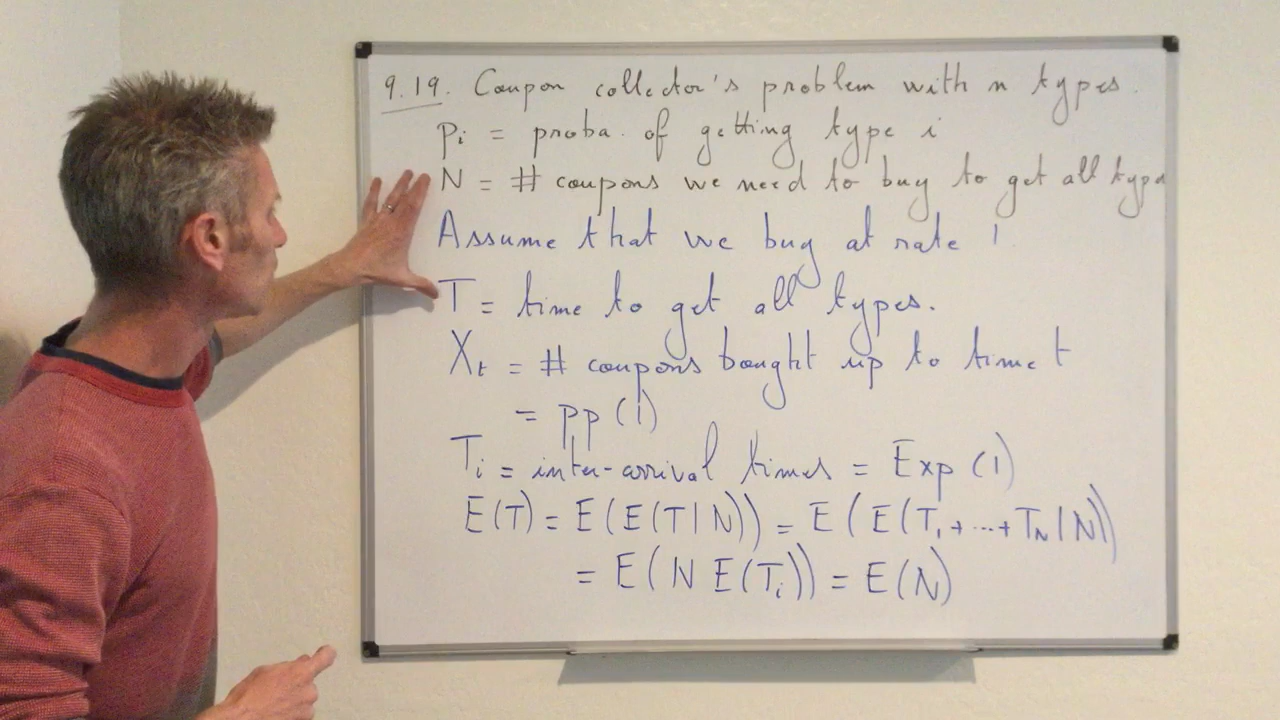 9.19. Coupon collector's problem with n types.
pᵢ = proba. of getting type i
N = # coupons we need to buy to get all types
Assume that we buy at rate 1.
T = time to get all types.
Xₜ = # coupons bought up to time t
= pp (1)
Tᵢ = inter-arrival times = Exp (1)
E(T) = E(E(T|N)) = E(E(T₁+...+T_N|N))
= E(N E(Tᵢ)) = E(N)